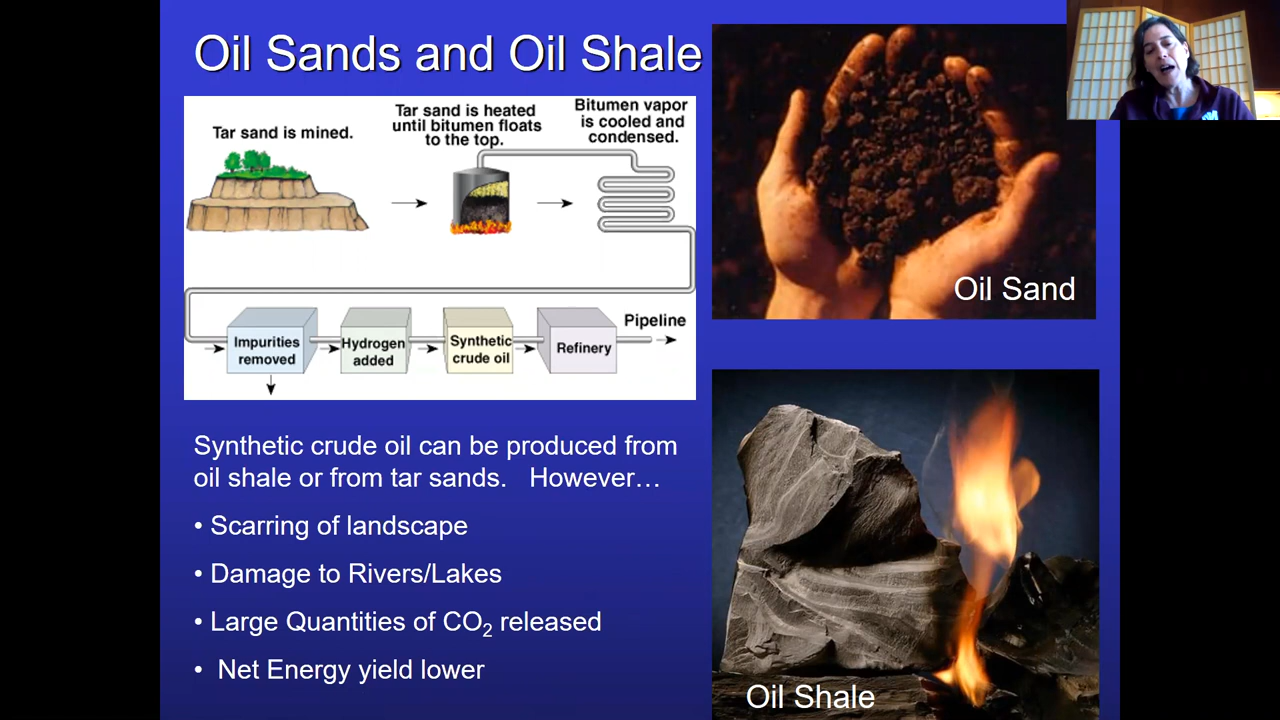 Oil Sands and Oil Shale
Tar sand is mined.
Tar sand is heated
until bitumen floats
to the top.
Bitumen vapor
is cooled and
condensed.
Impurities
removed
Hydrogen
added
Synthetic
crude oil
Refinery
Pipeline
Synthetic crude oil can be produced from
oil shale or from tar sands. However…
• Scarring of landscape
• Damage to Rivers/Lakes
• Large Quantities of CO₂ released
• Net Energy yield lower
Oil Sand
Oil Shale